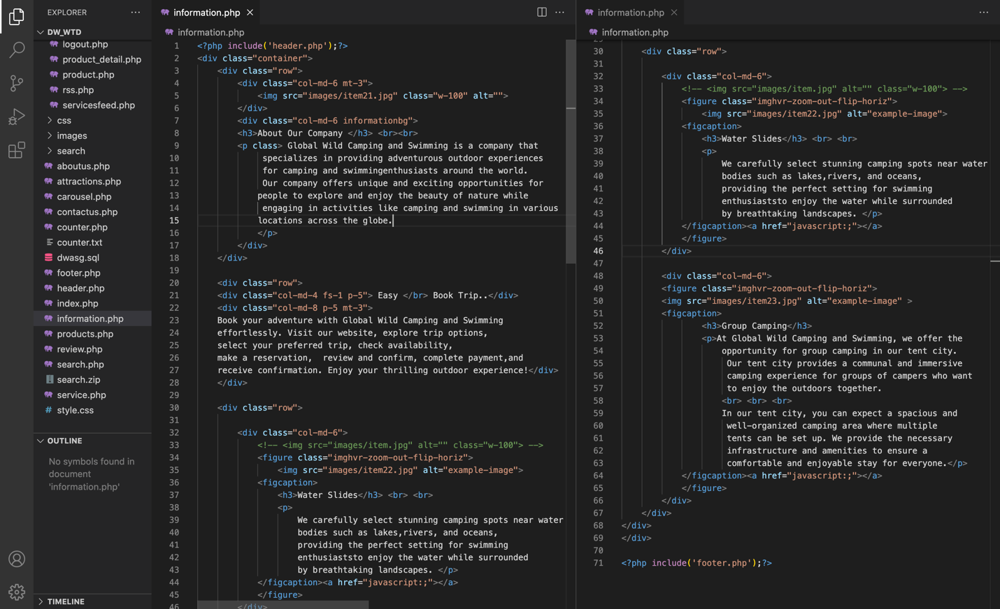 EXPLORER
DW_WTD
logout.php
product_detail.php
product.php
rss.php
servicesfeed.php
css
images
search
aboutus.php
attractions.php
carousel.php
contactus.php
counter.php
counter.txt
dwasg.sql
footer.php
header.php
index.php
information.php
products.php
review.php
search.php
search.zip
service.php
style.css
OUTLINE
No symbols found in
document
'information.php'
TIMELINE
information.php
information.php
1 <?php include('header.php');?>
2 <div class="container">
3 <div class="row">
4 <div class="col-md-6 mt-3">
5 <img src="images/item21.jpg" class="w-100" alt="">
6 </div>
7 <div class="col-md-6 informationbg">
8 <h3>About Our Company </h3> <br><br>
9 <p class> Global Wild Camping and Swimming is a company that
10 specializes in providing adventurous outdoor experiences
11 for camping and swimmingenthusiasts around the world.
12 Our company offers unique and exciting opportunities for
13 people to explore and enjoy the beauty of nature while
14 engaging in activities like camping and swimming in various
15 locations across the globe.
16 </p>
17 </div>
18 </div>
19
20 <div class="row">
21 <div class="col-md-4 fs-1 p-5"> Easy </br> Book Trip..</div>
22 <div class="col-md-8 p-5 mt-3">
23 Book your adventure with Global Wild Camping and Swimming
24 effortlessly. Visit our website, explore trip options,
25 select your preferred trip, check availability,
26 make a reservation,  review and confirm, complete payment,and
27 receive confirmation. Enjoy your thrilling outdoor experience!</div>
28 </div>
29
30 <div class="row">
31
32 <div class="col-md-6">
33 <!-- <img src="images/item.jpg" alt="" class="w-100"> -->
34 <figure class="imghvr-zoom-out-flip-horiz">
35 <img src="images/item22.jpg" alt="example-image">
36 <figcaption>
37 <h3>Water Slides</h3> <br> <br>
38 <p>
39 We carefully select stunning camping spots near water
40 bodies such as lakes,rivers, and oceans,
41 providing the perfect setting for swimming
42 enthusiaststo enjoy the water while surrounded
43 by breathtaking landscapes. </p>
44 </figcaption><a href="javascript:;"></a>
45 </figure>
46 </div>
information.php
information.php
29
30 <div class="row">
31
32 <div class="col-md-6">
33 <!-- <img src="images/item.jpg" alt="" class="w-100"> -->
34 <figure class="imghvr-zoom-out-flip-horiz">
35 <img src="images/item22.jpg" alt="example-image">
36 <figcaption>
37 <h3>Water Slides</h3> <br> <br>
38 <p>
39 We carefully select stunning camping spots near water
40 bodies such as lakes,rivers, and oceans,
41 providing the perfect setting for swimming
42 enthusiaststo enjoy the water while surrounded
43 by breathtaking landscapes. </p>
44 </figcaption><a href="javascript:;"></a>
45 </figure>
46 </div>
47
48 <div class="col-md-6">
49 <figure class="imghvr-zoom-out-flip-horiz">
50 <img src="images/item23.jpg" alt="example-image" >
51 <figcaption>
52 <h3>Group Camping</h3>
53 <p>At Global Wild Camping and Swimming, we offer the
54 opportunity for group camping in our tent city.
55 Our tent city provides a communal and immersive
56 camping experience for groups of campers who want
57 to enjoy the outdoors together.
58 <br> <br> <br>
59 In our tent city, you can expect a spacious and
60 well-organized camping area where multiple
61 tents can be set up. We provide the necessary
62 infrastructure and amenities to ensure a
63 comfortable and enjoyable stay for everyone.</p>
64 </figcaption><a href="javascript:;"></a>
65 </figure>
66 </div>
67 </div>
68 </div>
69 </div>
70
71 <?php include('footer.php');?>